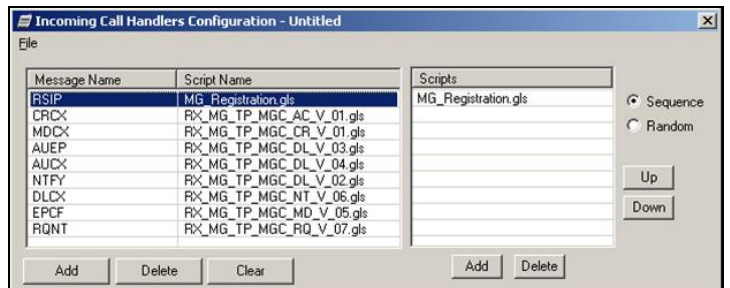 Incoming Call Handlers Configuration - Untitled
File
Message Name Script Name
RSIP MG_Registration.gls
CRCX RX_MG_TP_MGC_AC_V_01.gls
MDCX RX_MG_TP_MGC_CR_V_01.gls
AUEP RX_MG_TP_MGC_DL_V_03.gls
AUCX RX_MG_TP_MGC_DL_V_04.gls
NTFY RX_MG_TP_MGC_DL_V_02.gls
DLCX RX_MG_TP_MGC_NT_V_06.gls
EPCF RX_MG_TP_MGC_MD_V_05.gls
RQNT RX_MG_TP_MGC_RQ_V_07.gls
Add Delete Clear
Scripts
MG_Registration.gls
Add Delete
Sequence
Random
Up
Down